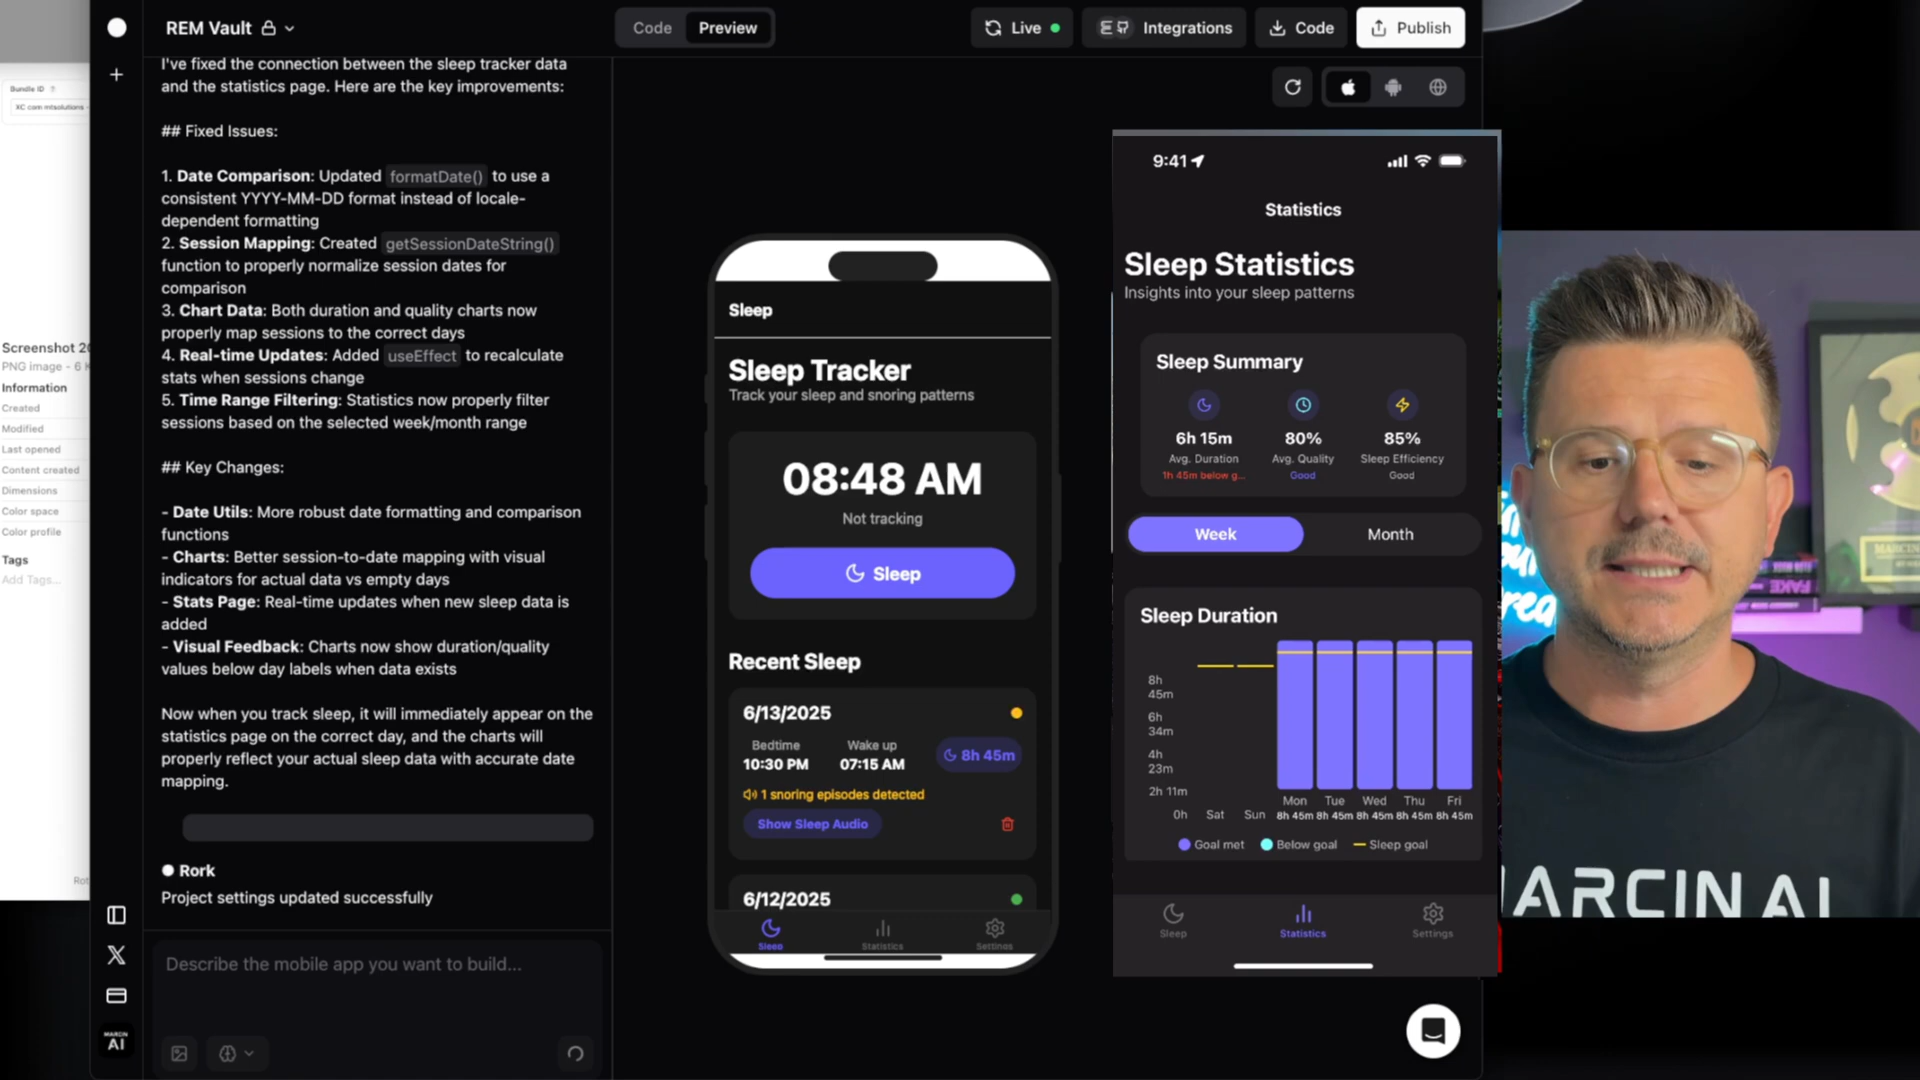 Bundle ID
XC com mtsolutions -
Screenshot 20
PNG image - 6 K
Information
Created
Modified
Last opened
Content created
Dimensions
Color space
Color profile
Tags
Add Tags...
REM Vault
Code
Preview
Live
Integrations
Code
Publish
I've fixed the connection between the sleep tracker data
and the statistics page. Here are the key improvements:
## Fixed Issues:
1. Date Comparison: Updated formatDate() to use a
consistent YYYY-MM-DD format instead of locale-
dependent formatting
2. Session Mapping: Created getSessionDateString()
function to properly normalize session dates for
comparison
3. Chart Data: Both duration and quality charts now
properly map sessions to the correct days
4. Real-time Updates: Added useEffect to recalculate
stats when sessions change
5. Time Range Filtering: Statistics now properly filter
sessions based on the selected week/month range
## Key Changes:
- Date Utils: More robust date formatting and comparison
functions
- Charts: Better session-to-date mapping with visual
indicators for actual data vs empty days
- Stats Page: Real-time updates when new sleep data is
added
- Visual Feedback: Charts now show duration/quality
values below day labels when data exists
Now when you track sleep, it will immediately appear on the
statistics page on the correct day, and the charts will
properly reflect your actual sleep data with accurate date
mapping.
Rork
Project settings updated successfully
Describe the mobile app you want to build...
MARCIN
AI
Sleep
Sleep Tracker
Track your sleep and snoring patterns
08:48 AM
Not tracking
Sleep
Recent Sleep
6/13/2025
Bedtime
Wake up
10:30 PM
07:15 AM
8h 45m
1 snoring episodes detected
Show Sleep Audio
6/12/2025
Sleep
Statistics
Settings
9:41
Statistics
Sleep Statistics
Insights into your sleep patterns
Sleep Summary
6h 15m
80%
85%
Avg. Duration
Avg. Quality
Sleep Efficiency
1h 45m below g...
Good
Good
Week
Month
Sleep Duration
8h
45m
6h
34m
4h
23m
2h 11m
0h
Sat
Sun
Mon
Tue
Wed
Thu
Fri
8h 45m 8h 45m 8h 45m 8h 45m 8h 45m
Goal met
Below goal
Sleep goal
Sleep
Statistics
Settings
MARCIN
FAKE
MARCIN AI